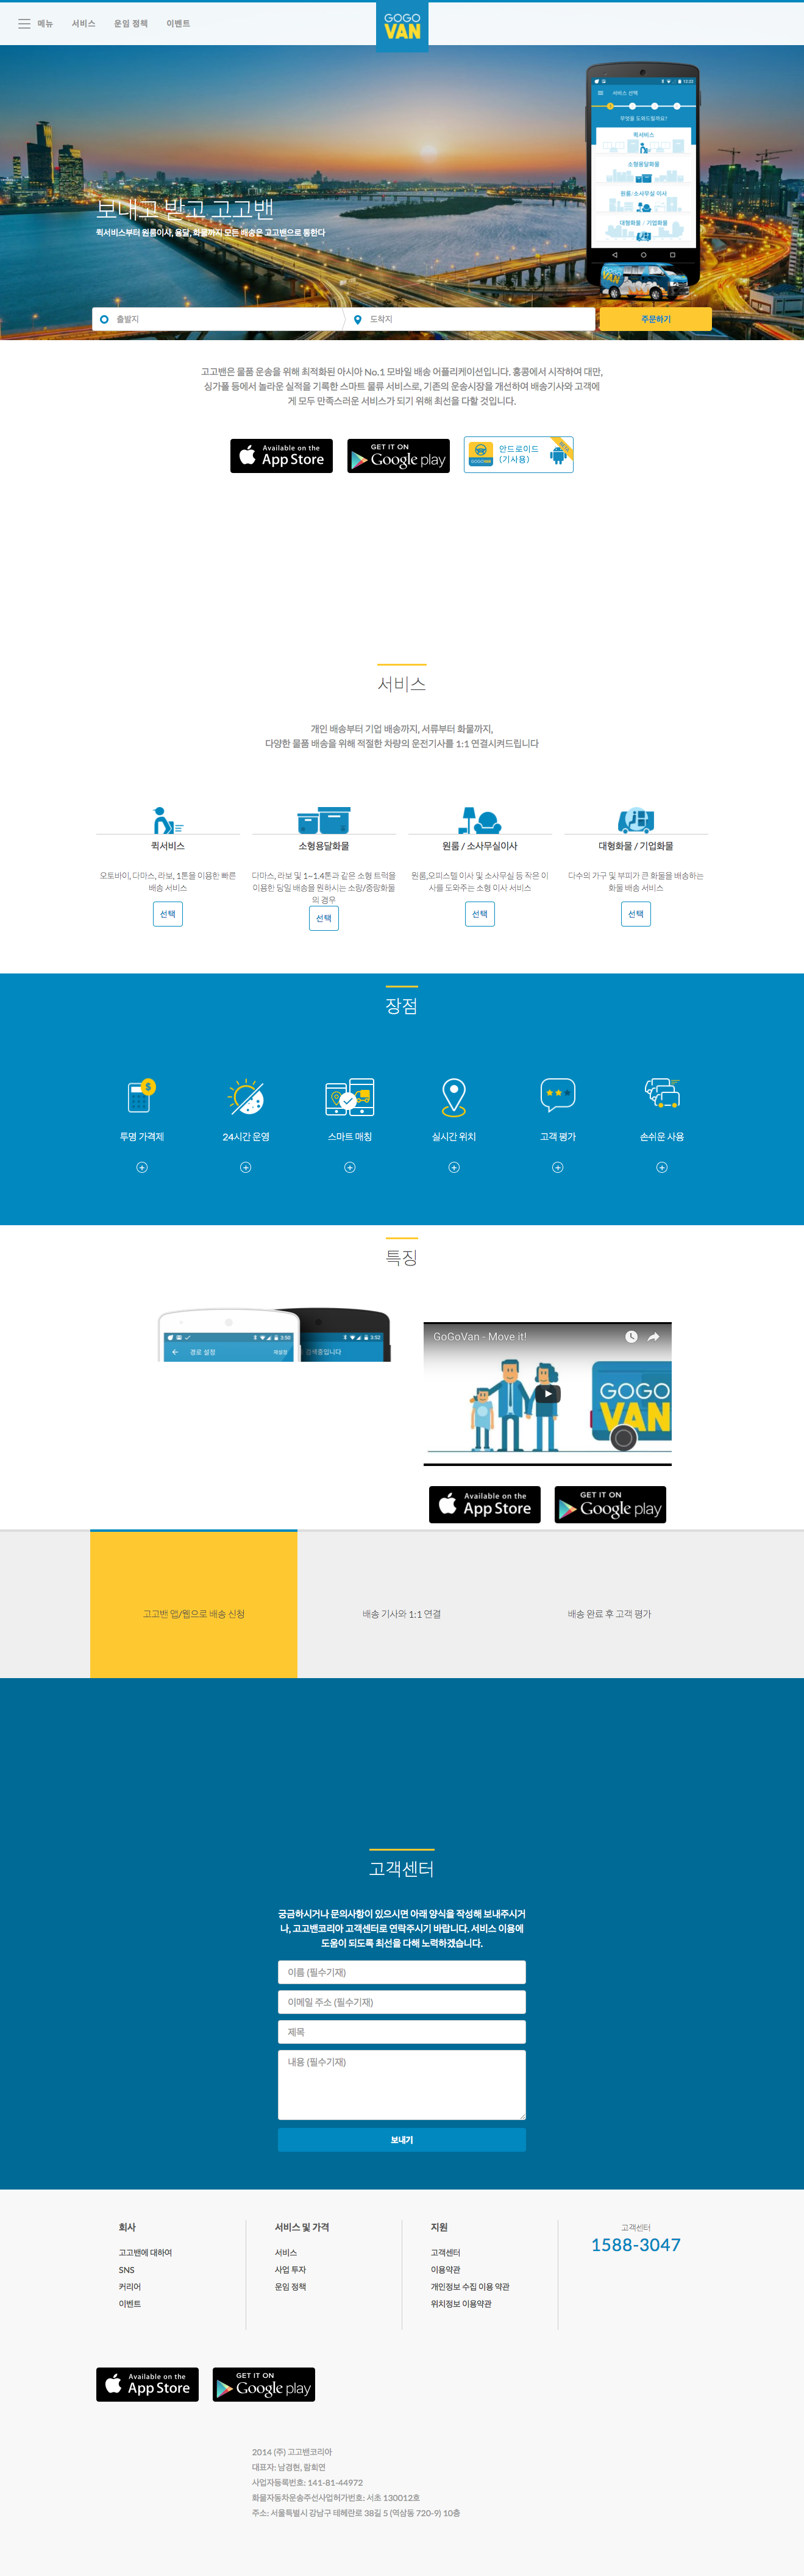 메뉴
서비스
운임 정책
이벤트
GOGO
VAN
12:22
서비스 선택
무엇을 도와드릴까요?
퀵서비스
소형용달화물
원룸/소사무실 이사
대형화물 / 기업화물
보내고 받고 고고밴
퀵서비스부터 원룸이사, 용달, 화물까지 모든 배송은 고고밴으로 통한다
출발지
도착지
주문하기
고고밴은 물품 운송을 위해 최적화된 아시아 No.1 모바일 배송 어플리케이션입니다. 홍콩에서 시작하여 대만,
싱가폴 등에서 놀라운 실적을 기록한 스마트 물류 서비스로, 기존의 운송시장을 개선하여 배송기사와 고객에
게 모두 만족스러운 서비스가 되기 위해 최선을 다할 것입니다.
Available on the
App Store
GET IT ON
Google play
안드로이드
(기사용)
서비스
개인 배송부터 기업 배송까지, 서류부터 화물까지,
다양한 물품 배송을 위해 적절한 차량의 운전기사를 1:1 연결시켜드립니다
퀵서비스
오토바이, 다마스, 라보, 1톤을 이용한 빠른
배송 서비스
선택
소형용달화물
다마스, 라보 및 1~1.4톤과 같은 소형 트럭을
이용한 당일 배송을 원하시는 소량/중량화물
의 경우
선택
원룸 / 소사무실이사
원룸,오피스텔 이사 및 소사무실 등 작은 이
사를 도와주는 소형 이사 서비스
선택
대형화물 / 기업화물
다수의 가구 및 부피가 큰 화물을 배송하는
화물 배송 서비스
선택
장점
투명 가격제
24시간 운영
스마트 매칭
실시간 위치
고객 평가
손쉬운 사용
특징
3:50
경로 설정
재설정
3:52
검색중입니다
GoGoVan - Move it!
GOGO
VAN
Available on the
App Store
GET IT ON
Google play
고고밴 앱/웹으로 배송 신청
배송 기사와 1:1 연결
배송 완료 후 고객 평가
고객센터
궁금하시거나 문의사항이 있으시면 아래 양식을 작성해 보내주시거
나, 고고밴코리아 고객센터로 연락주시기 바랍니다. 서비스 이용에
도움이 되도록 최선을 다해 노력하겠습니다.
이름 (필수기재)
이메일 주소 (필수기재)
제목
내용 (필수기재)
보내기
회사
고고밴에 대하여
SNS
커리어
이벤트
서비스 및 가격
서비스
사업 투자
운임 정책
지원
고객센터
이용약관
개인정보 수집 이용 약관
위치정보 이용약관
고객센터
1588-3047
Available on the
App Store
GET IT ON
Google play
2014 (주) 고고밴코리아
대표자: 남경현, 람회연
사업자등록번호: 141-81-44972
화물자동차운송주선사업허가번호: 서초 130012호
주소: 서울특별시 강남구 테헤란로 38길 5 (역삼동 720-9) 10층